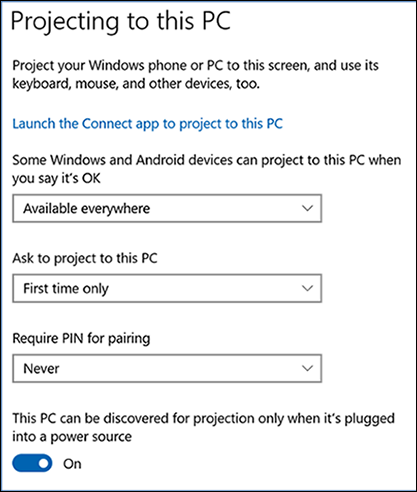 Projecting to this PC
Project your Windows phone or PC to this screen, and use its
keyboard, mouse, and other devices, too.
Launch the Connect app to project to this PC
Some Windows and Android devices can project to this PC when
you say it's OK
Available everywhere
Ask to project to this PC
First time only
Require PIN for pairing
Never
This PC can be discovered for projection only when it's plugged
into a power source
On